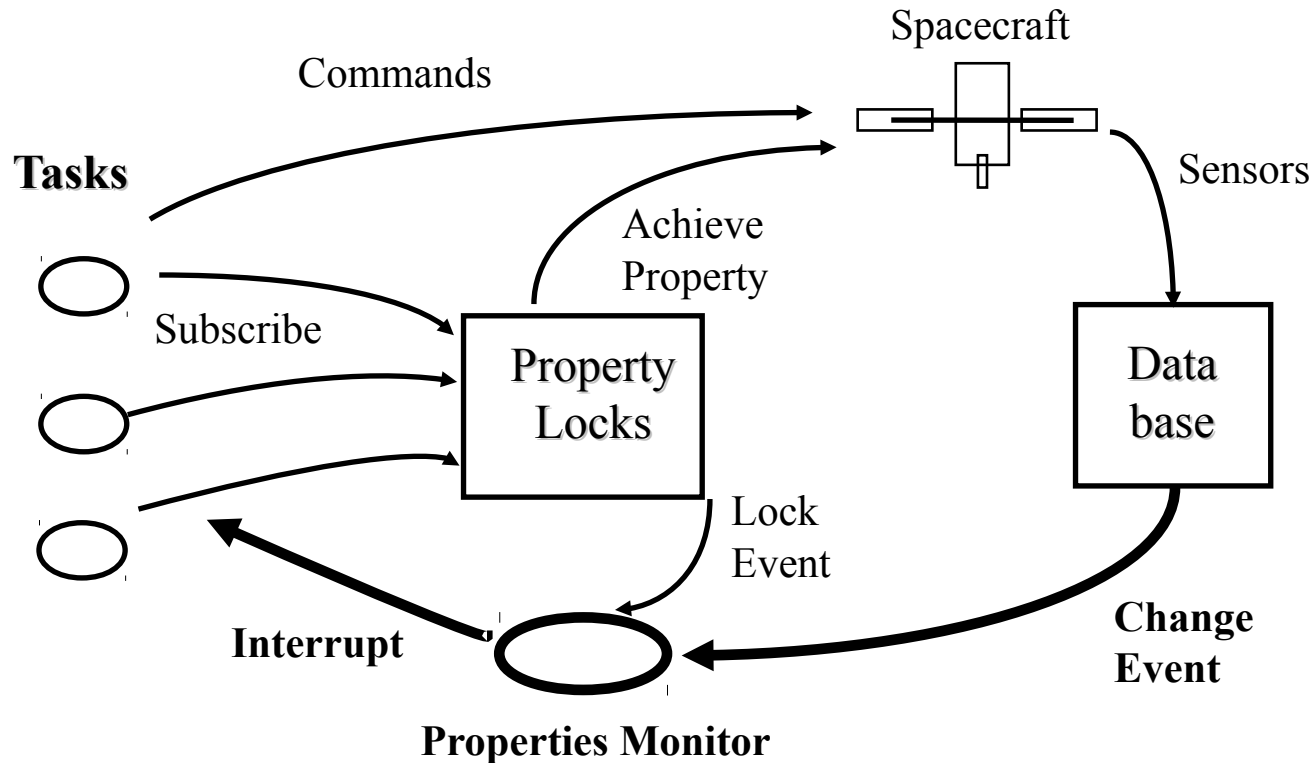 Spacecraft
Commands
Tasks
Sensors
Achieve
Property
Subscribe
Property
Locks
Data
base
Lock
Event
Interrupt
Change
Event
Properties Monitor